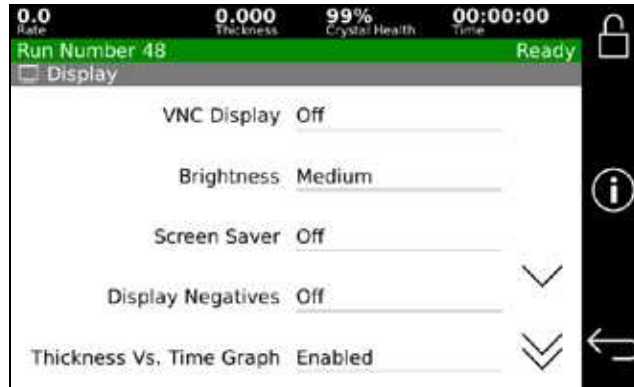 0.0 0.000 99% 00:00:00
Rate Thickness Crystal Health Time
Run Number 48 Ready
Display
VNC Display Off
Brightness Medium
Screen Saver Off
Display Negatives Off
Thickness Vs. Time Graph Enabled